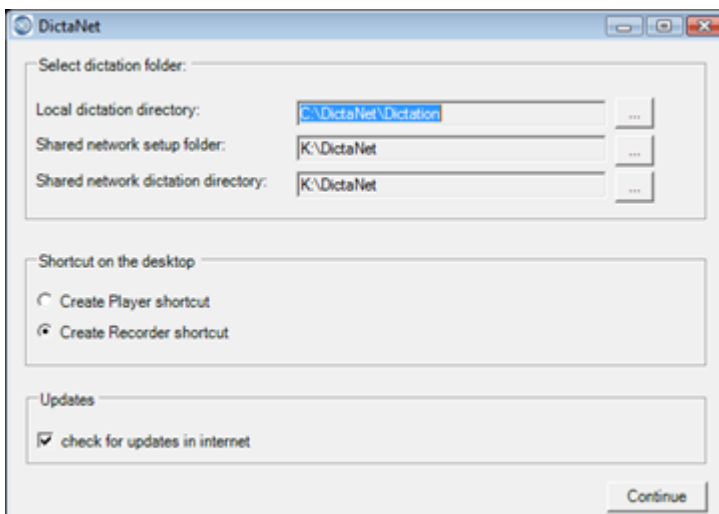 DictaNet
Select dictation folder:
Local dictation directory: C:\DictaNet\Dictation ...
Shared network setup folder: K:\DictaNet ...
Shared network dictation directory: K:\DictaNet ...
Shortcut on the desktop
Create Player shortcut
Create Recorder shortcut
Updates
check for updates in internet
Continue